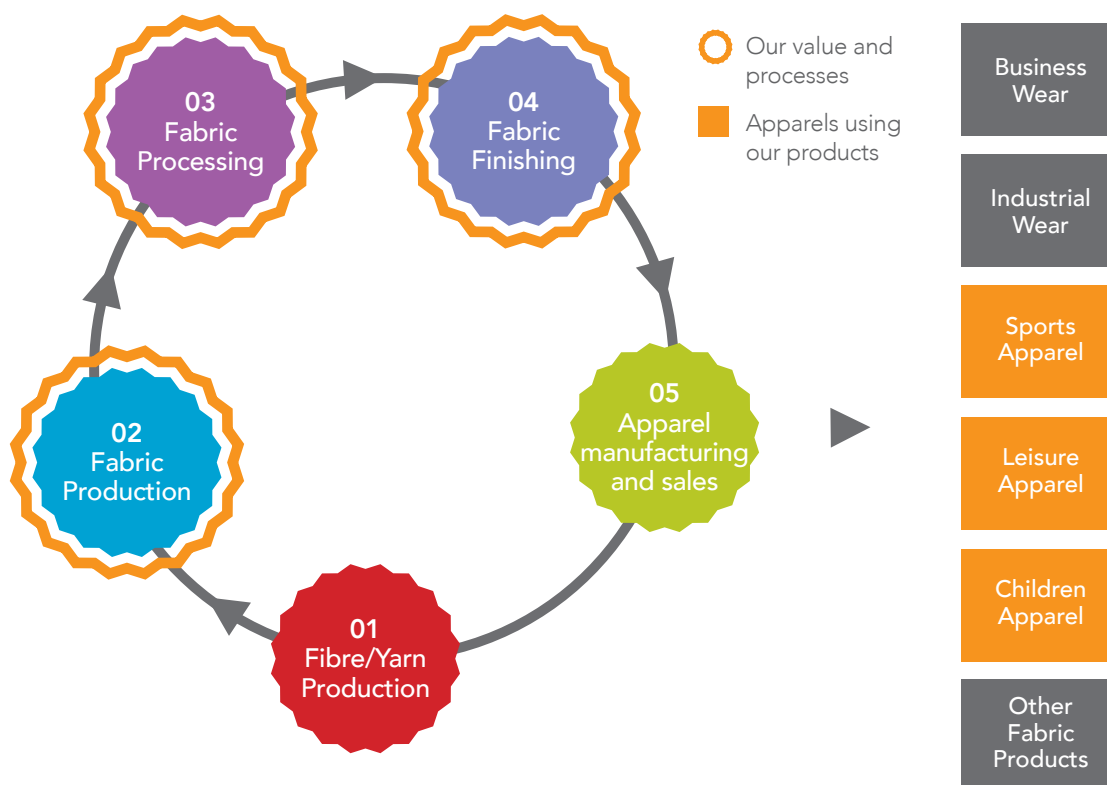 03
Fabric
Processing
04
Fabric
Finishing
Our value and
processes
Apparels using
our products
02
Fabric
Production
05
Apparel
manufacturing
and sales
01
Fibre/Yarn
Production
Business
Wear
Industrial
Wear
Sports
Apparel
Leisure
Apparel
Children
Apparel
Other
Fabric
Products